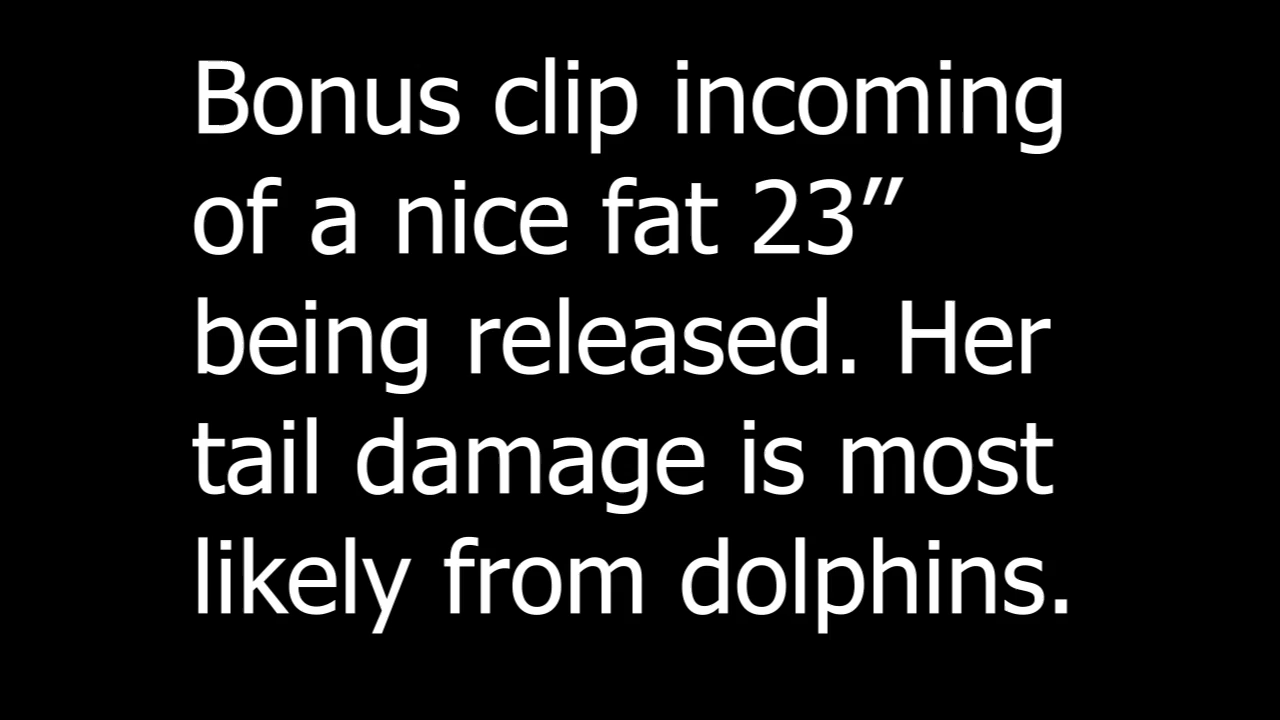 Bonus clip incoming
of a nice fat 23”
being released. Her
tail damage is most
likely from dolphins.